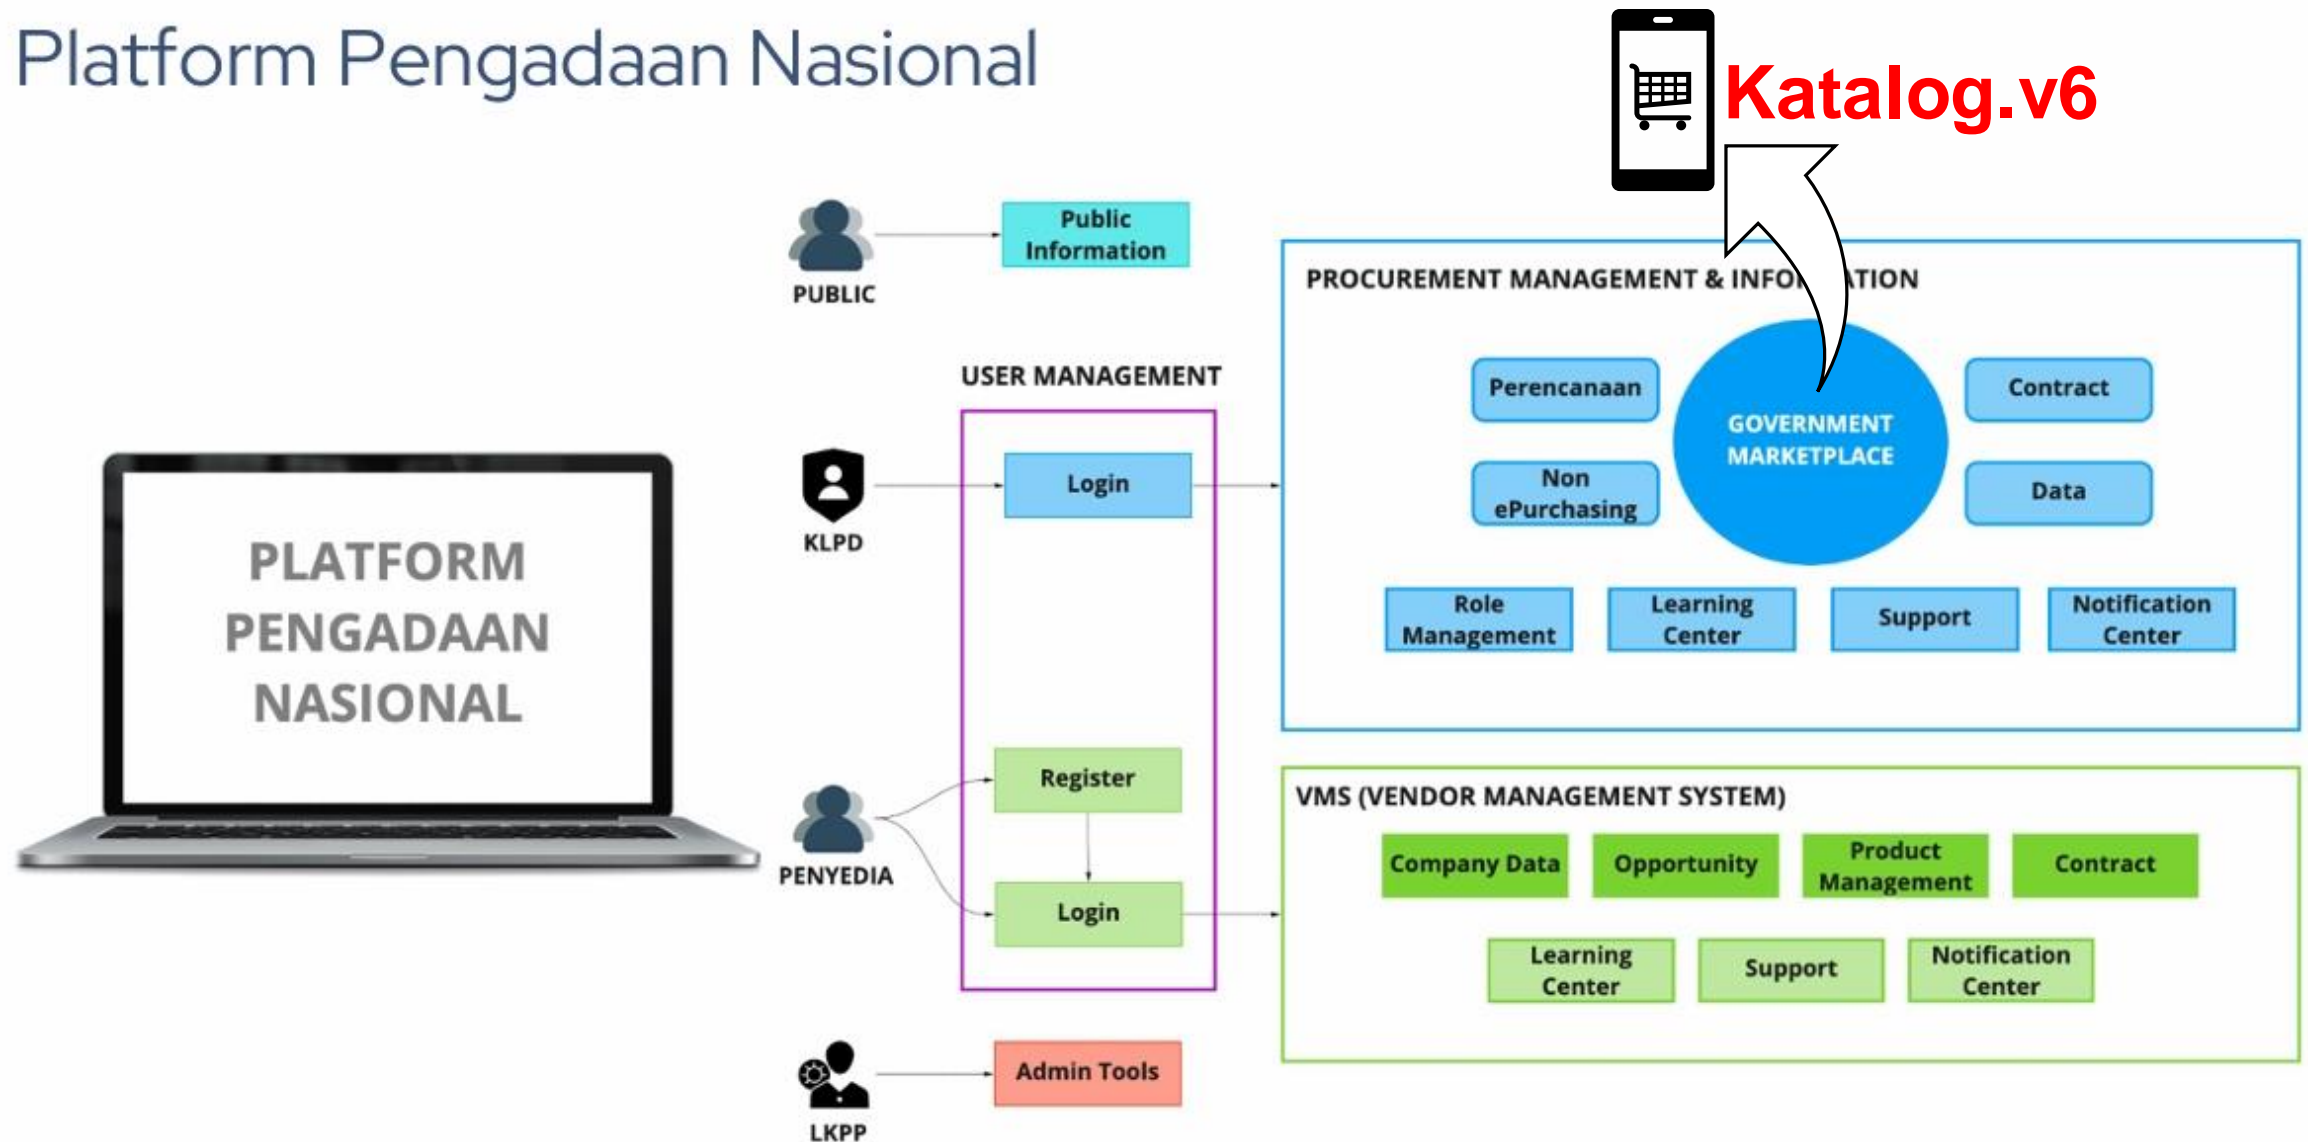 Platform Pengadaan Nasional
Katalog.v6
PLATFORM
PENGADAAN
NASIONAL
PUBLIC
Public
Information
USER MANAGEMENT
KLPD
Login
PENYEDIA
Register
Login
LKPP
Admin Tools
PROCUREMENT MANAGEMENT & INFORMATION
Perencanaan
Non
ePurchasing
GOVERNMENT
MARKETPLACE
Contract
Data
Role
Management
Learning
Center
Support
Notification
Center
VMS (VENDOR MANAGEMENT SYSTEM)
Company Data
Opportunity
Product
Management
Contract
Learning
Center
Support
Notification
Center